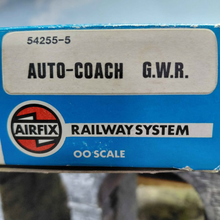 54255-5
AUTO-COACH G.W.R.
AIRFIX RAILWAY SYSTEM
OO SCALE